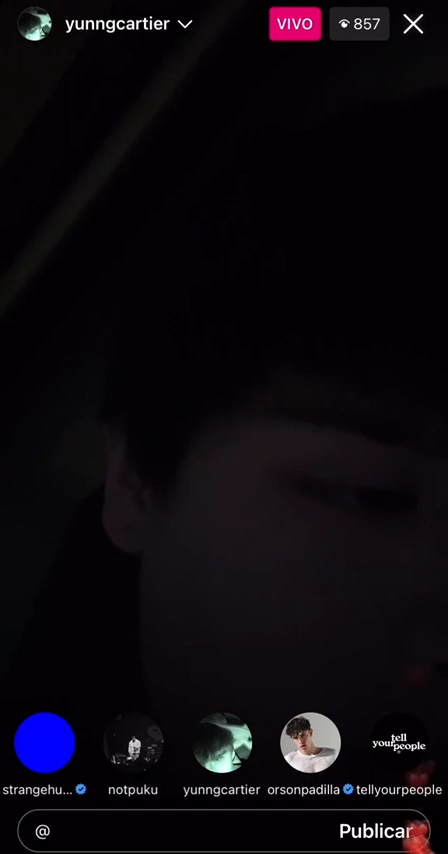 yunngcartier
VIVO
857
tell
yourpeople
strangehu...
notpuku
yunngcartier
orsonpadilla
tellyourpeople
@
Publicar